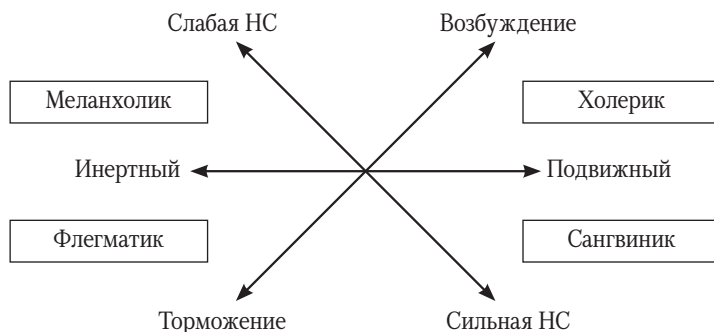 Слабая НС
Возбуждение
Меланхолик
Холерик
Инертный
Подвижный
Флегматик
Сангвиник
Торможение
Сильная НС